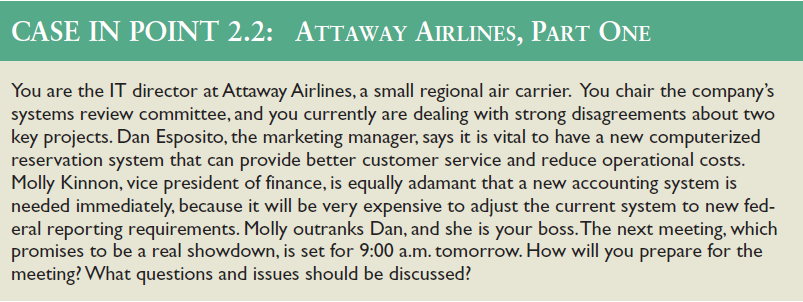 CASE IN POINT 2.2: ATTAWAY AIRLINES, PART ONE
You are the IT director at Attaway Airlines, a small regional air carrier. You chair the company's
systems review committee, and you currently are dealing with strong disagreements about two
key projects. Dan Esposito, the marketing manager, says it is vital to have a new computerized
reservation system that can provide better customer service and reduce operational costs.
Molly Kinnon, vice president of finance, is equally adamant that a new accounting system is
needed immediately, because it will be very expensive to adjust the current system to new fed-
eral reporting requirements. Molly outranks Dan, and she is your boss. The next meeting, which
promises to be a real showdown, is set for 9:00 a.m. tomorrow. How will you prepare for the
meeting? What questions and issues should be discussed?